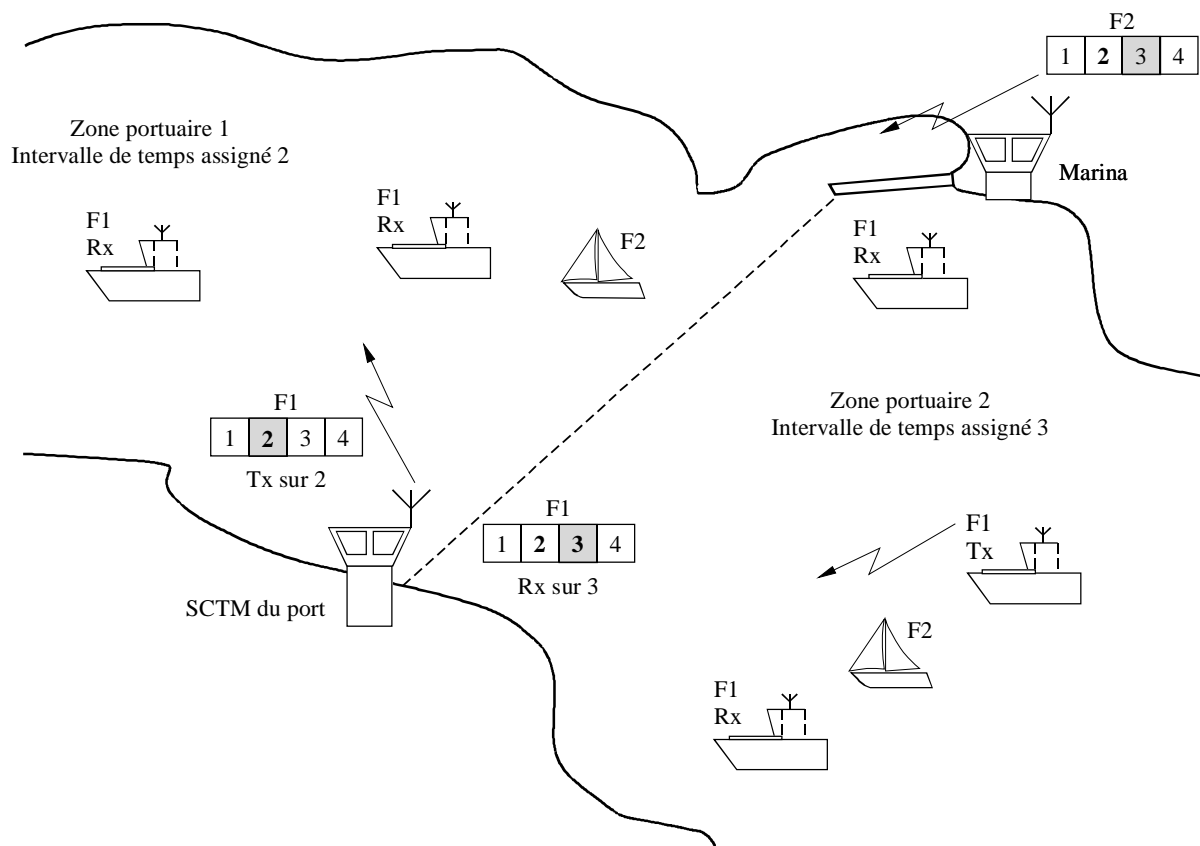 F2
1 2 3 4
Zone portuaire 1
Intervalle de temps assigné 2
Marina
F1
Rx
F1
Rx
F2
F1
Rx
F1
1 2 3 4
Tx sur 2
Zone portuaire 2
Intervalle de temps assigné 3
F1
1 2 3 4
Rx sur 3
SCTM du port
F1
Tx
F2
F1
Rx